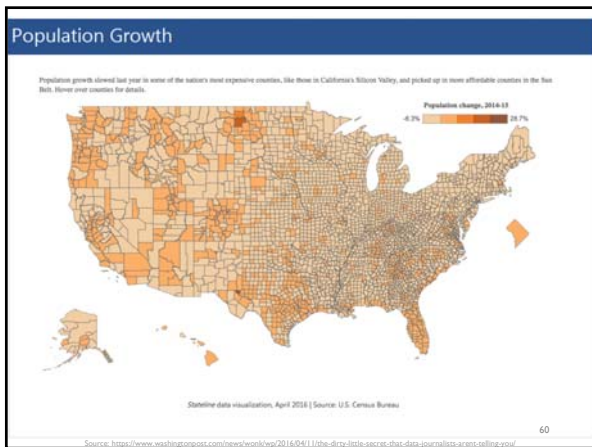 Population Growth
Population growth slowed last year in some of the nation's most expensive counties, like those in California's Silicon Valley, and picked up in more affordable counties in the Sun
Belt. Hover over counties for details.
Population change, 2014-15
-8.3%
28.7%
Stateline data visualization, April 2016 | Source: U.S. Census Bureau
60
Source: https://www.washingtonpost.com/news/wonk/wp/2016/04/11/the-dirty-little-secret-that-data-journalists-arent-telling-you/